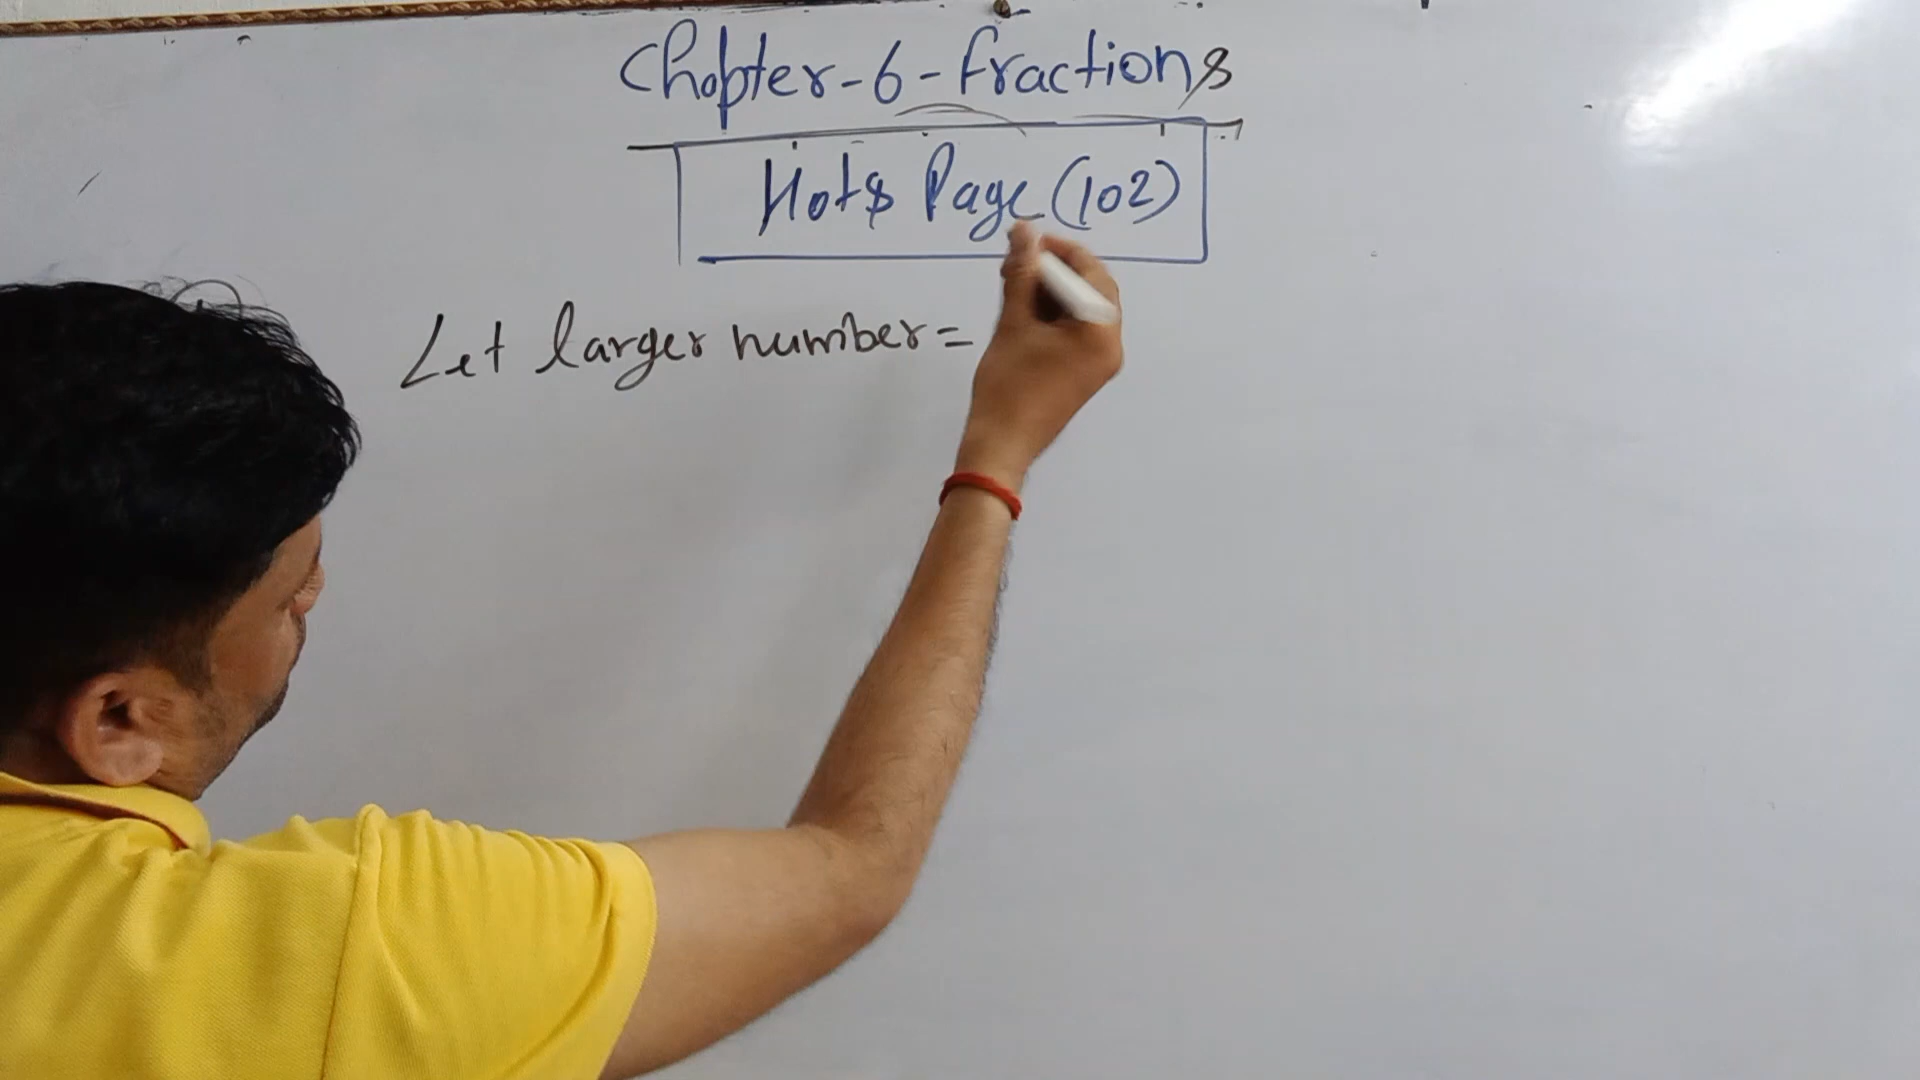 Chapter-6-fractions
Hots Page (102)
Let larger number =